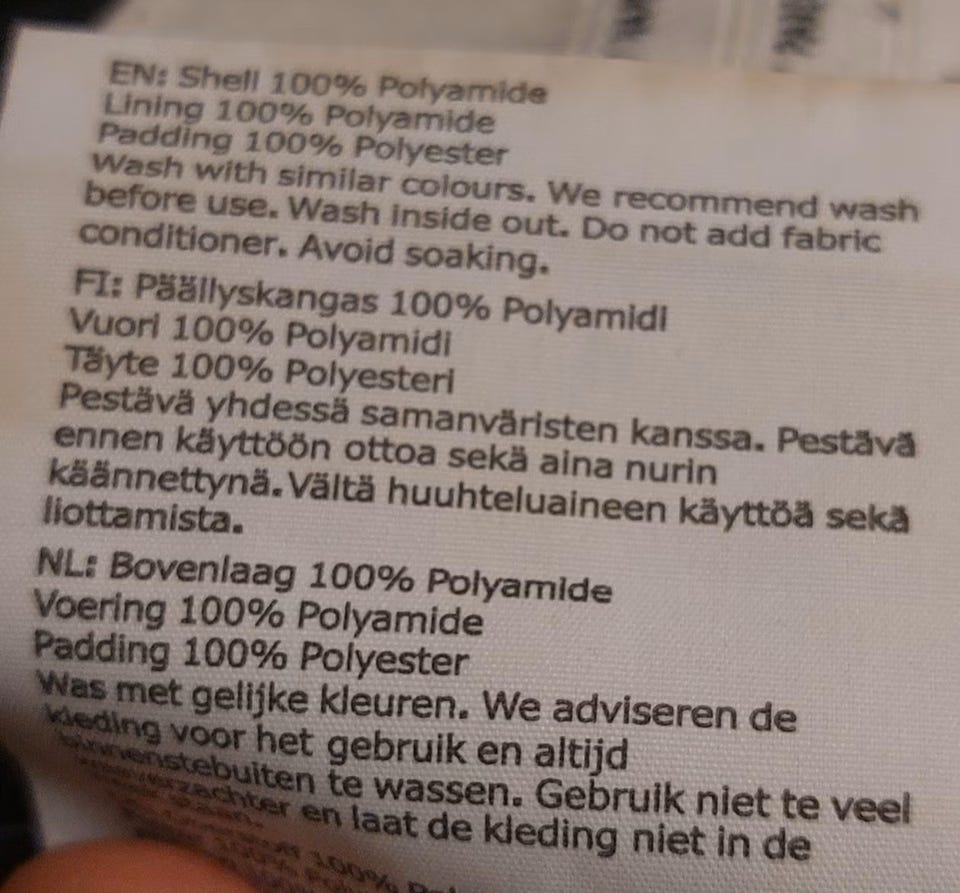 EN: Shell 100% Polyamide
Lining 100% Polyamide
Padding 100% Polyester
Wash with similar colours. We recommend wash
before use. Wash inside out. Do not add fabric
conditioner. Avoid soaking.
FI: Päällyskangas 100% Polyamidi
Vuori 100% Polyamidi
Täyte 100% Polyesteri
Pestävä yhdessä samanväristen kanssa. Pestävä
ennen käyttöön ottoa sekä aina nurin
käännettynä. Vältä huuhteluaineen käyttöä sekä
liottamista.
NL: Bovenlaag 100% Polyamide
Voering 100% Polyamide
Padding 100% Polyester
Was met gelijke kleuren. We adviseren de
kleding voor het gebruik en altijd
binnenstebuiten te wassen. Gebruik niet te veel
wasverzachter en laat de kleding niet in de
100%
100%